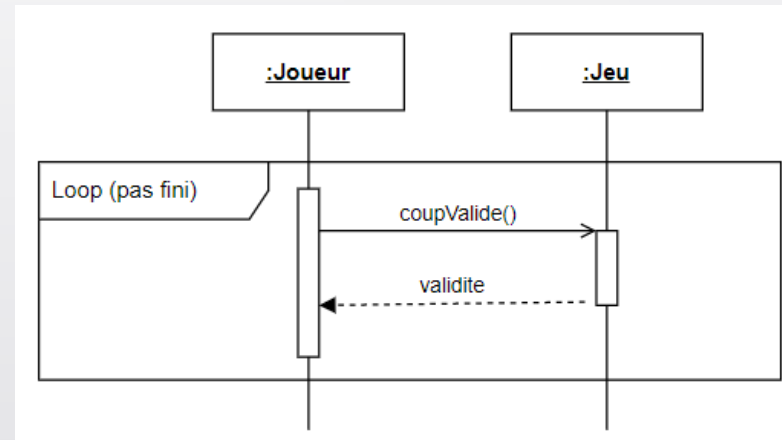 :Joueur
:Jeu
Loop (pas fini)
coupValide()
validite